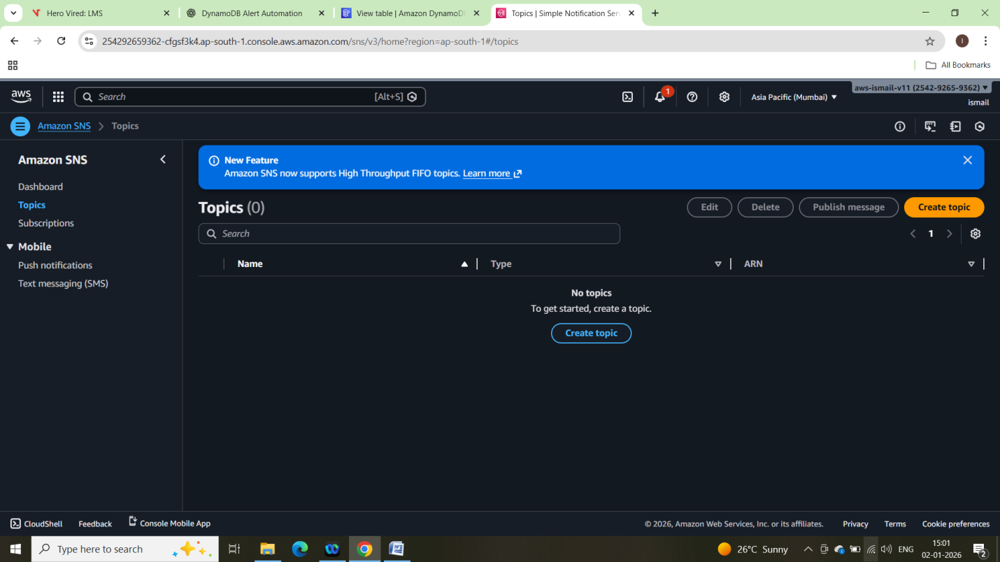 Hero Vired: LMS
DynamoDB Alert Automation
View table | Amazon DynamoDB
Topics | Simple Notification Ser
254292659362-cfgsf3k4.ap-south-1.console.aws.amazon.com/sns/v3/home?region=ap-south-1#/topics
I
All Bookmarks
aws
Search
[Alt+S]
1
Asia Pacific (Mumbai)
aws-ismail-v11 (2542-9265-9362)
ismail
Amazon SNS
Topics
Amazon SNS
Dashboard
Topics
Subscriptions
Mobile
Push notifications
Text messaging (SMS)
New Feature
Amazon SNS now supports High Throughput FIFO topics. Learn more
Topics (0)
Edit
Delete
Publish message
Create topic
Search
1
Name
Type
ARN
No topics
To get started, create a topic.
Create topic
CloudShell
Feedback
Console Mobile App
© 2026, Amazon Web Services, Inc. or its affiliates.
Privacy
Terms
Cookie preferences
Type here to search
26°C Sunny
ENG
15:01
02-01-2026
2